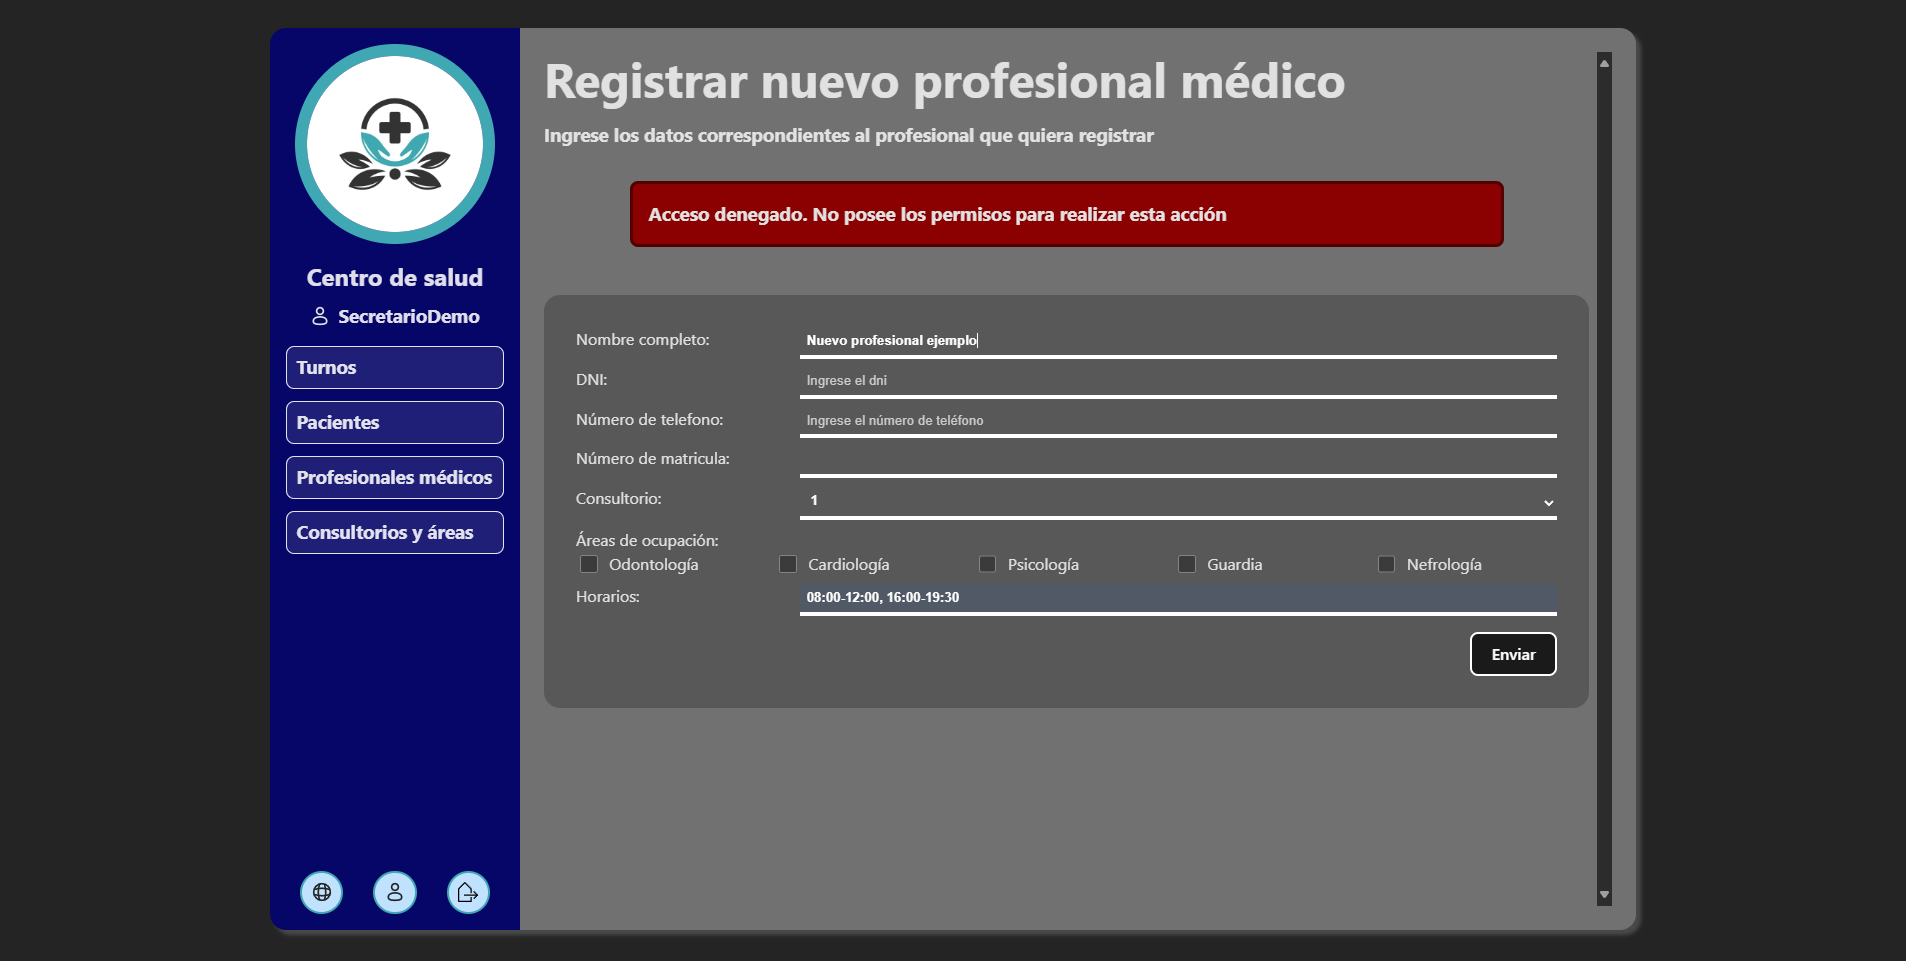 Centro de salud
SecretarioDemo
Turnos
Pacientes
Profesionales médicos
Consultorios y áreas
Registrar nuevo profesional médico
Ingrese los datos correspondientes al profesional que quiera registrar
Acceso denegado. No posee los permisos para realizar esta acción
Nombre completo: Nuevo profesional ejemplo
DNI: Ingrese el dni
Número de telefono: Ingrese el número de teléfono
Número de matricula:
Consultorio: 1
Áreas de ocupación:
Odontología Cardiología Psicología Guardia Nefrología
Horarios: 08:00-12:00, 16:00-19:30
Enviar